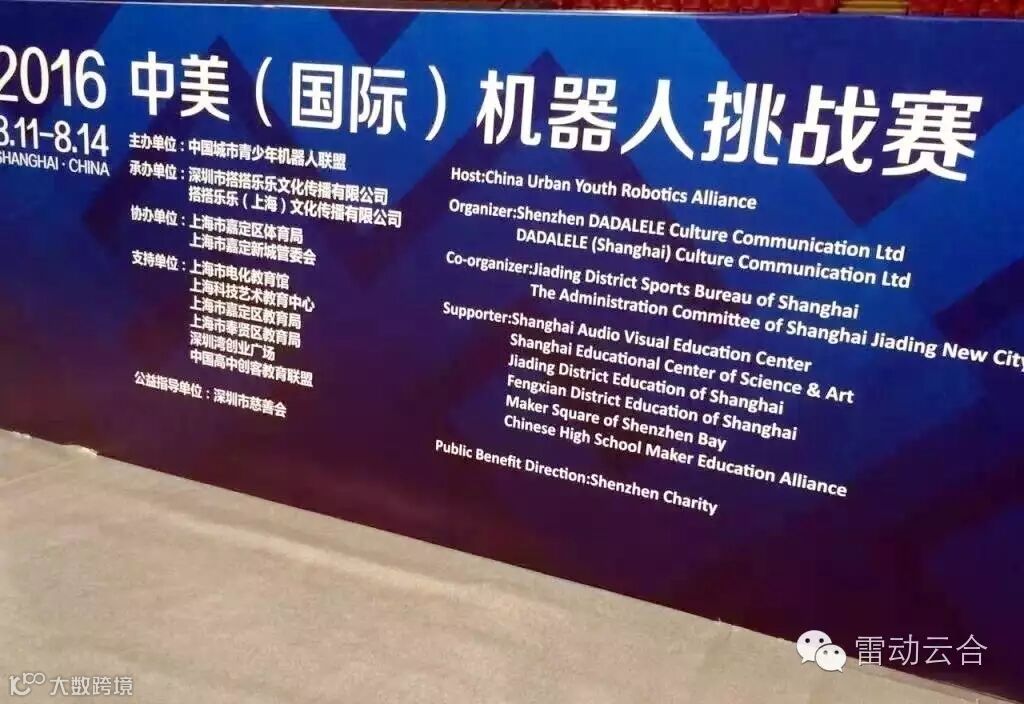 2016
8.11-8.14
SHANGHAI · CHINA
中美（国际）机器人挑战赛
主办单位：中国城市青少年机器人联盟
承办单位：深圳市搭搭乐乐文化传播有限公司
搭搭乐乐（上海）文化传播有限公司
协办单位：上海市嘉定区体育局
上海市嘉定新城管委会
支持单位：上海市电化教育馆
上海科技艺术教育中心
上海市嘉定区教育局
上海市奉贤区教育局
深圳湾创业广场
中国高中创客教育联盟
公益指导单位：深圳市慈善会
Host:China Urban Youth Robotics Alliance
Organizer:Shenzhen DADALELE Culture Communication Ltd
DADALELE (Shanghai) Culture Communication Ltd
Co-organizer:Jiading District Sports Bureau of Shanghai
The Administration Committee of Shanghai Jiading New City
Supporter:Shanghai Audio Visual Education Center
Shanghai Educational Center of Science & Art
Jiading District Education of Shanghai
Fengxian District Education of Shanghai
Maker Square of Shenzhen Bay
Chinese High School Maker Education Alliance
Public Benefit Direction:Shenzhen Charity
雷动云合
大数跨境